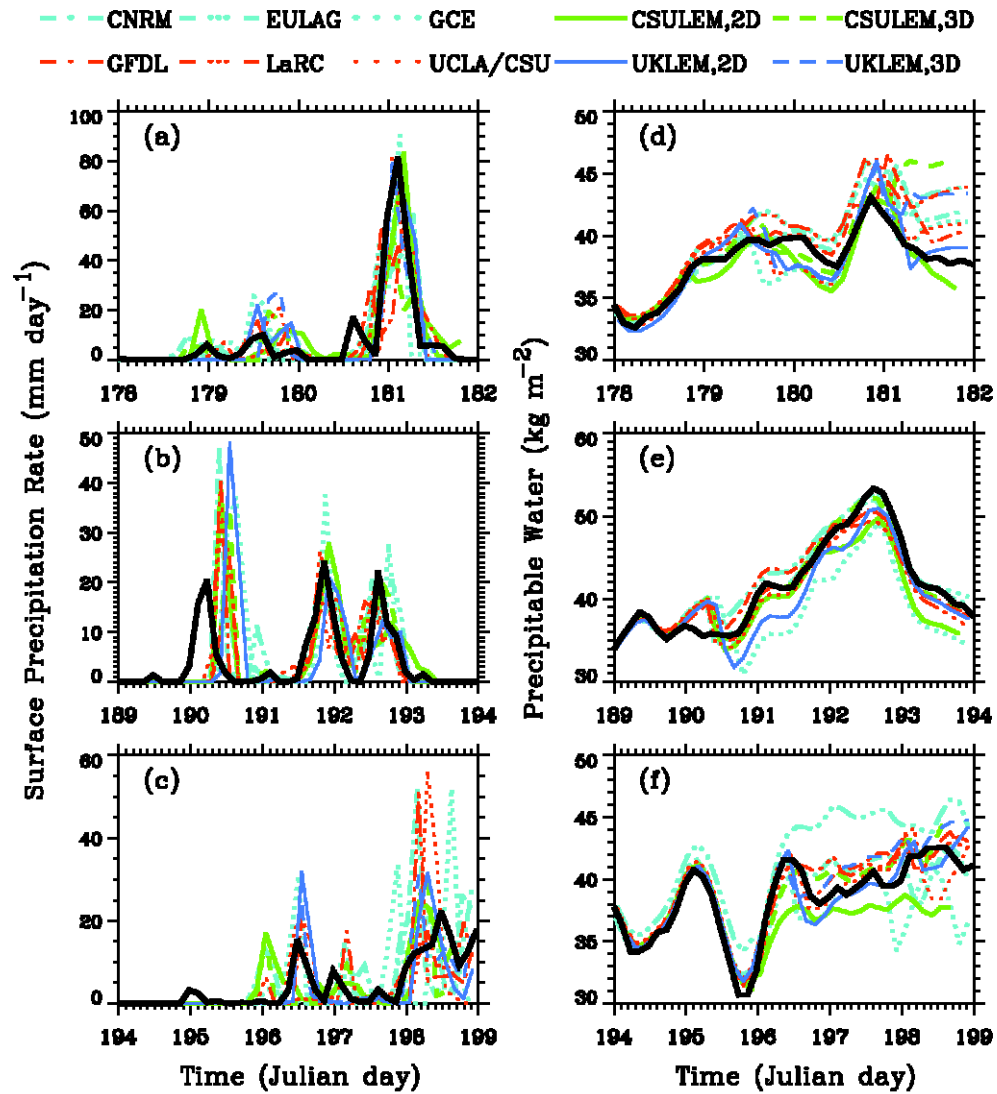 CNRM EULAG GCE CSULEM,2D CSULEM,3D
GFDL LaRC UCLA/CSU UKLEM,2D UKLEM,3D
Surface Precipitation Rate (mm day⁻¹)
(a)
100
80
60
40
20
0
178 179 180 181 182
(b)
50
40
30
20
10
0
189 190 191 192 193 194
(c)
60
40
20
0
194 195 196 197 198 199
Time (Julian day)
Precipitable Water (kg m⁻²)
(d)
50
45
40
35
30
178 179 180 181 182
(e)
60
50
40
30
189 190 191 192 193 194
(f)
50
45
40
35
30
194 195 196 197 198 199
Time (Julian day)